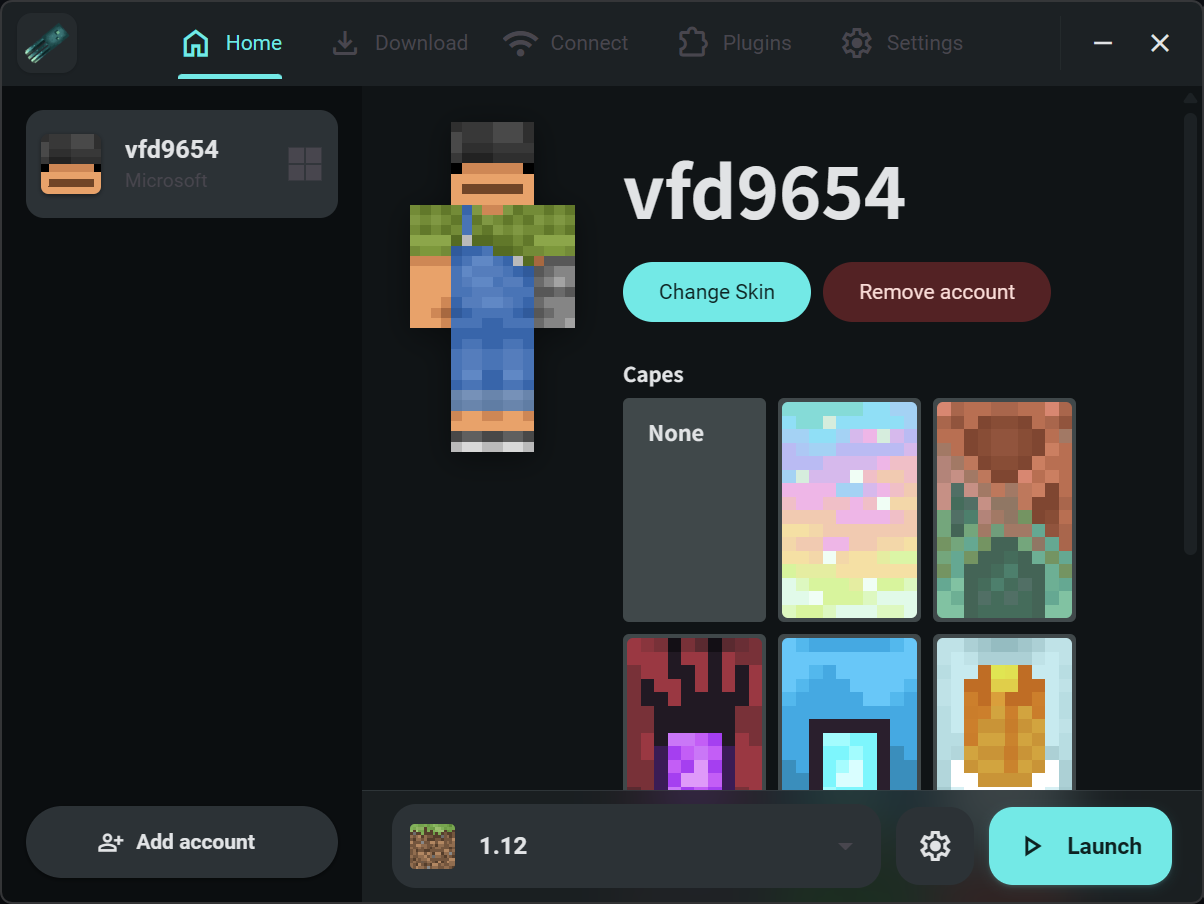 Home
Download
Connect
Plugins
Settings
vfd9654
Microsoft
vfd9654
Change Skin
Remove account
Capes
None
Add account
1.12
Launch